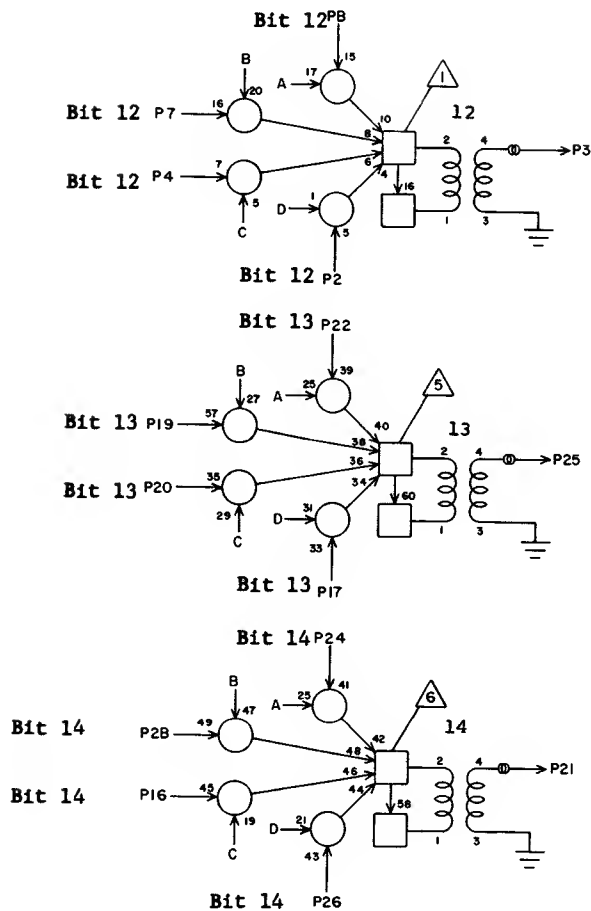 Bit 12 PB
15
B
A 17
1
20
12
Bit 12 P7 16
10
2
4
P3
8
6
Bit 12 P4 7
4
16
5
D 1
1
3
C
5
Bit 12 P2
Bit 13 P22
B
39
A 25
5
27
13
Bit 13 P19 57
40
2
4
P25
38
36
Bit 13 P20 35
34
60
29
D 31
1
3
C
33
Bit 13 P17
Bit 14 P24
B
41
A 25
6
47
14
Bit 14 P2B 49
42
2
4
P21
48
46
Bit 14 P16 45
44
58
19
D 21
1
3
C
43
Bit 14 P26